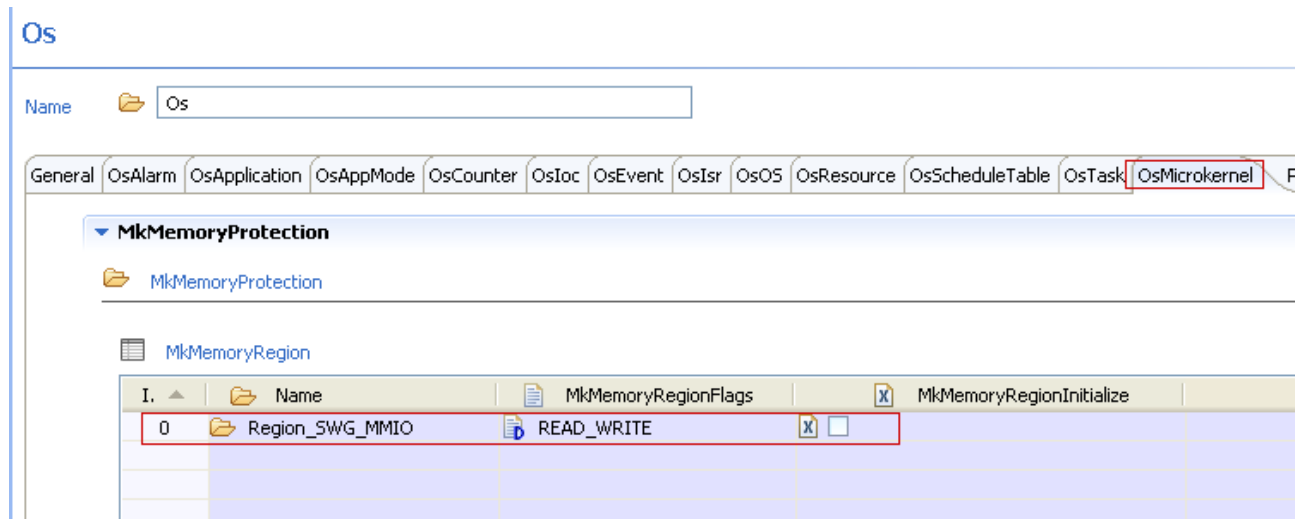 Os
Name Os
General OsAlarm OsApplication OsAppMode OsCounter OsIoc OsEvent OsIsr OsOS OsResource OsScheduleTable OsTask OsMicrokernel
MkMemoryProtection
MkMemoryProtection
MkMemoryRegion
I. Name MkMemoryRegionFlags X MkMemoryRegionInitialize
0 Region_SWG_MMIO D READ_WRITE X